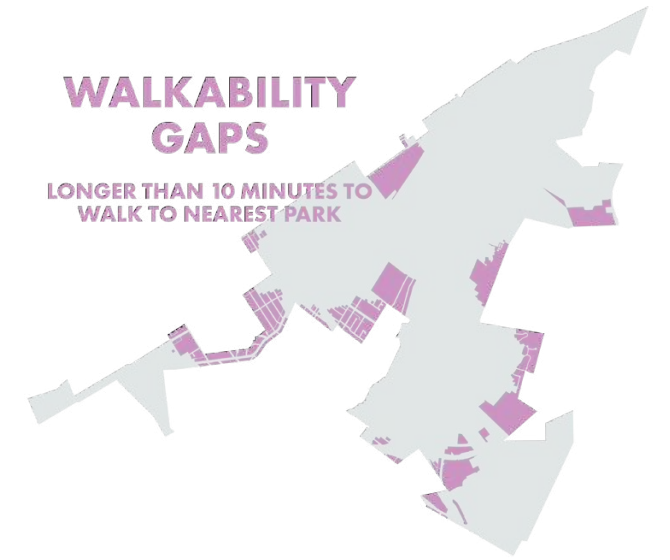 WALKABILITY
GAPS
LONGER THAN 10 MINUTES TO
WALK TO NEAREST PARK